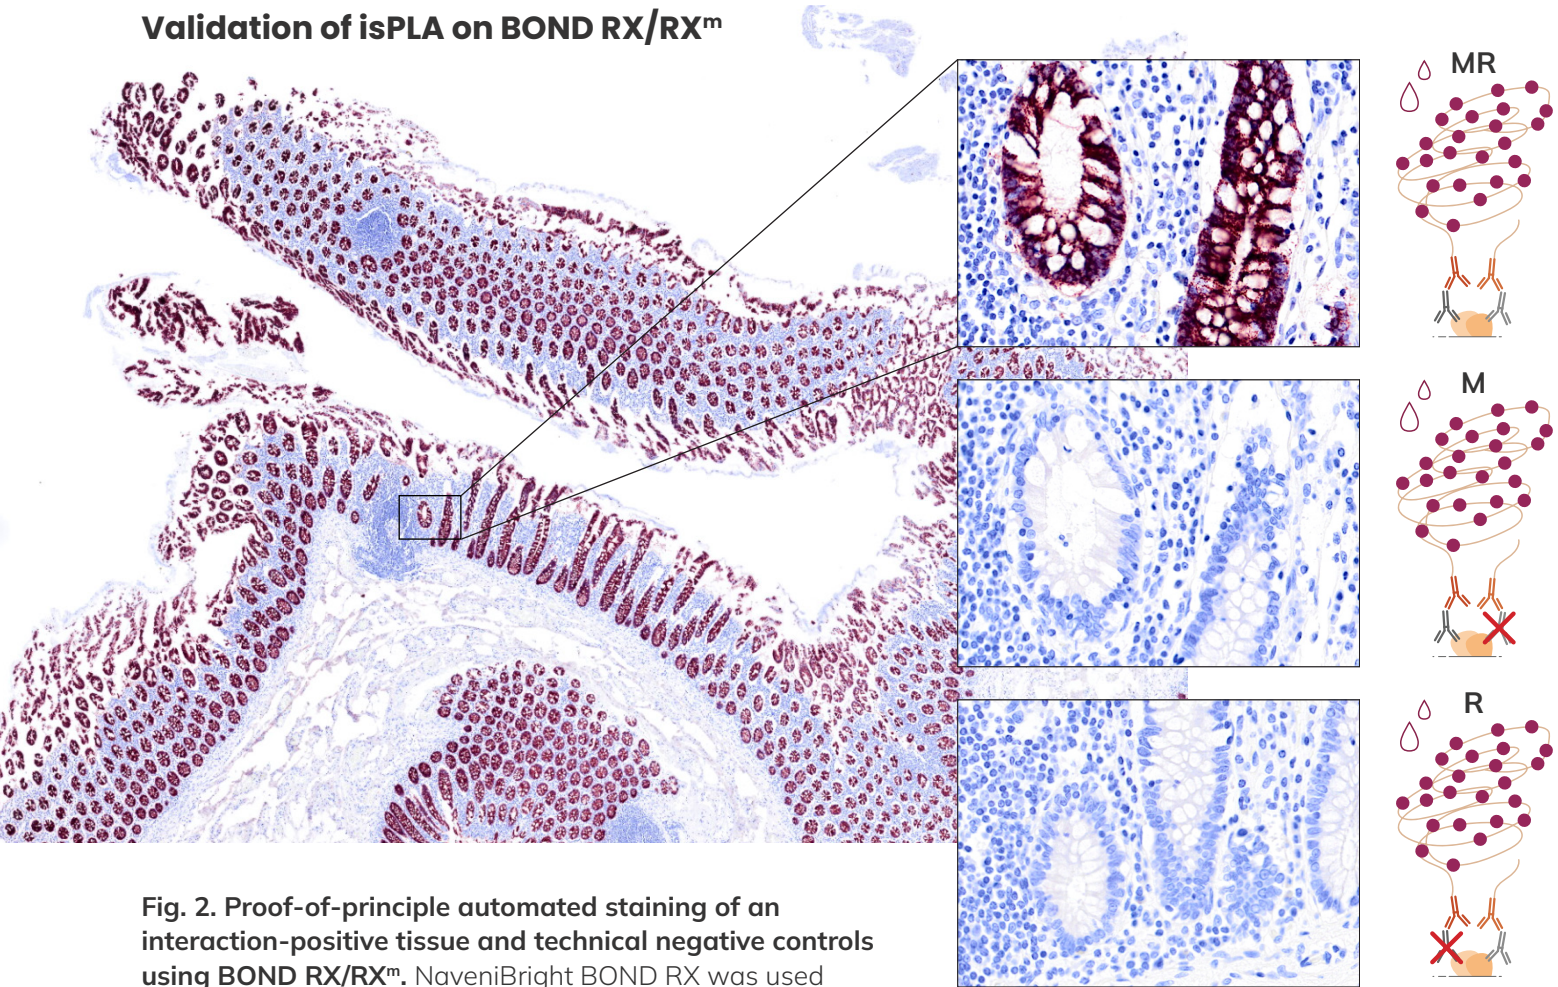 Validation of isPLA on BOND RX/RXᵐ
MR
M
R
Fig. 2. Proof-of-principle automated staining of an
interaction-positive tissue and technical negative controls
using BOND RX/RXᵐ. NaveniBright BOND RX was used